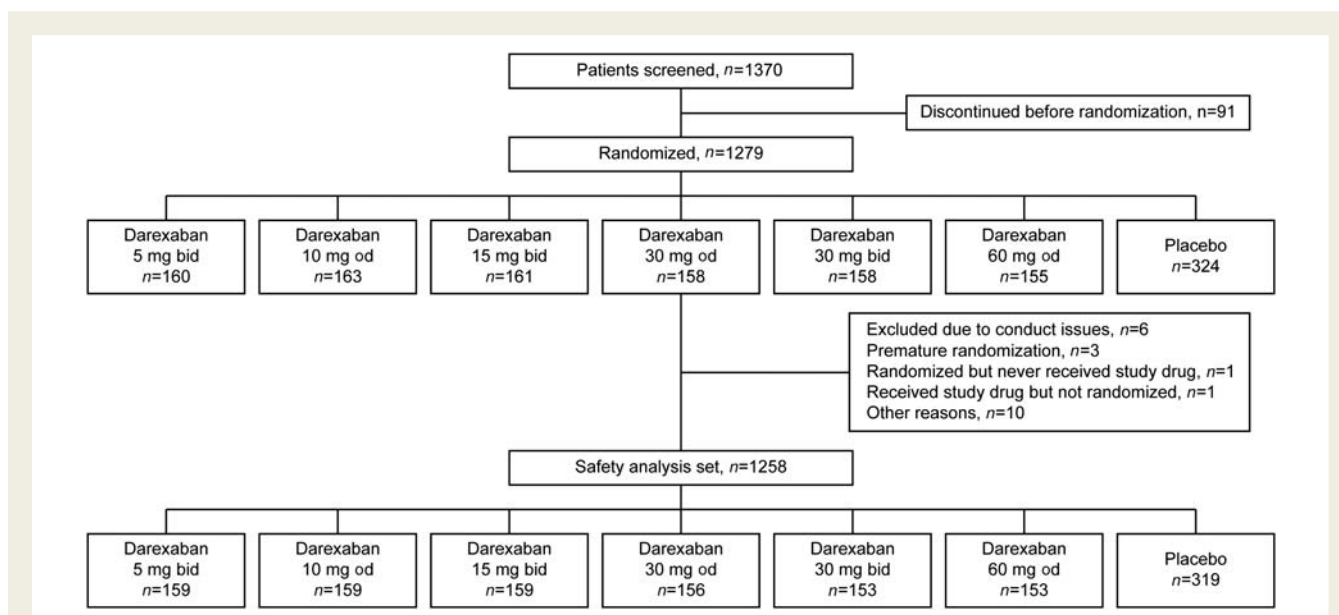 Patients screened, n=1370
Discontinued before randomization, n=91
Randomized, n=1279
Darexaban
5 mg bid
n=160
Darexaban
10 mg od
n=163
Darexaban
15 mg bid
n=161
Darexaban
30 mg od
n=158
Darexaban
30 mg bid
n=158
Darexaban
60 mg od
n=155
Placebo
n=324
Excluded due to conduct issues, n=6
Premature randomization, n=3
Randomized but never received study drug, n=1
Received study drug but not randomized, n=1
Other reasons, n=10
Safety analysis set, n=1258
Darexaban
5 mg bid
n=159
Darexaban
10 mg od
n=159
Darexaban
15 mg bid
n=159
Darexaban
30 mg od
n=156
Darexaban
30 mg bid
n=153
Darexaban
60 mg od
n=153
Placebo
n=319